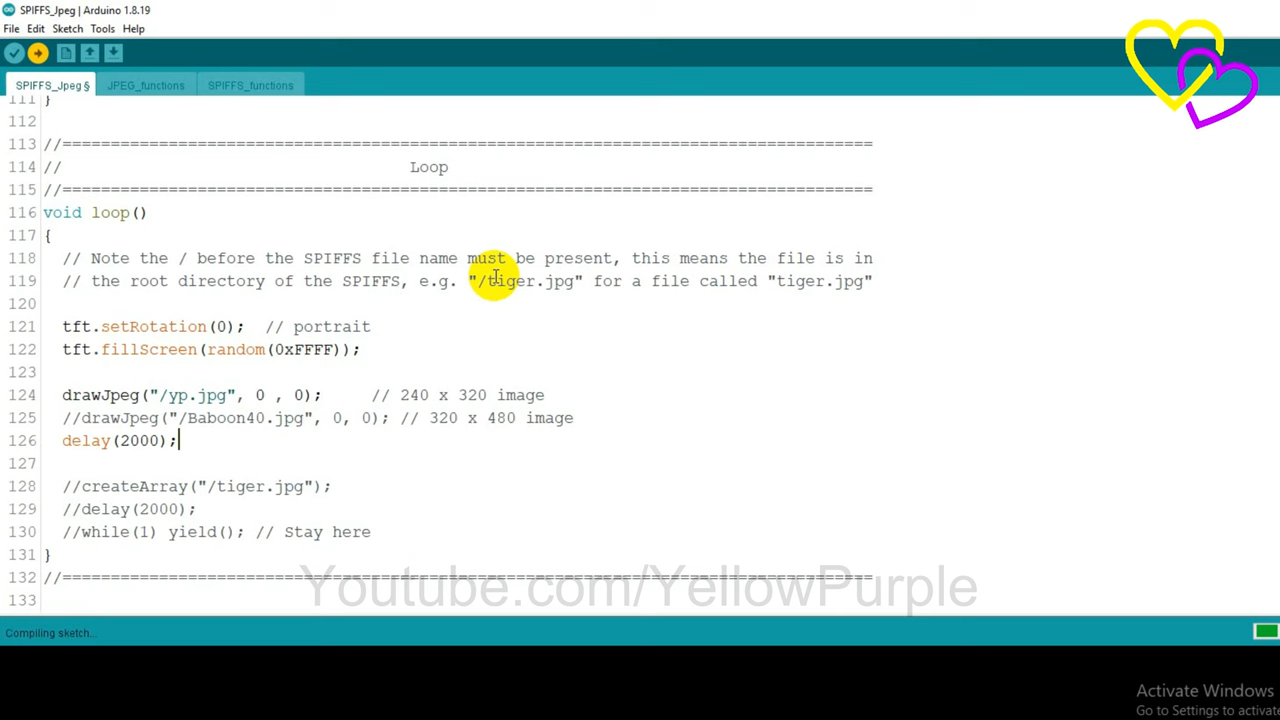 SPIFFS_Jpeg | Arduino 1.8.19
File Edit Sketch Tools Help
SPIFFS_Jpeg § JPEG_functions SPIFFS_functions
111 }
112
113 //====================================================================================
114 // Loop
115 //====================================================================================
116 void loop()
117 {
118 // Note the / before the SPIFFS file name must be present, this means the file is in
119 // the root directory of the SPIFFS, e.g. "/tiger.jpg" for a file called "tiger.jpg"
120
121 tft.setRotation(0); // portrait
122 tft.fillScreen(random(0xFFFF));
123
124 drawJpeg("/yp.jpg", 0 , 0); // 240 x 320 image
125 //drawJpeg("/Baboon40.jpg", 0, 0); // 320 x 480 image
126 delay(2000);
127
128 //createArray("/tiger.jpg");
129 //delay(2000);
130 //while(1) yield(); // Stay here
131 }
132 //====================================================================================
Youtube.com/YellowPurple
133
Compiling sketch...
Activate Windows
Go to Settings to activate